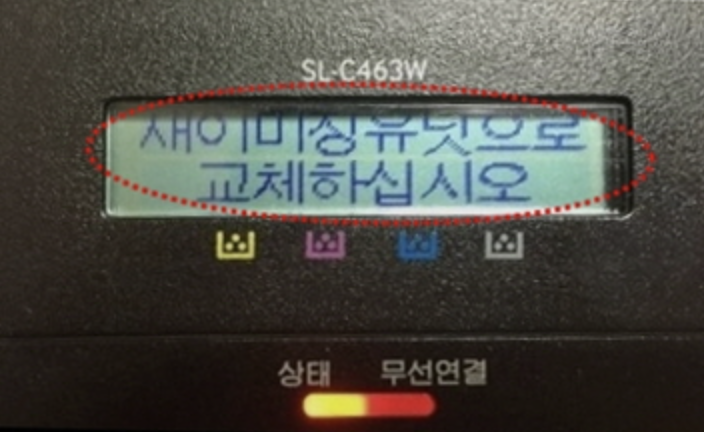 SL-C463W
새이미징유닛으로
교체하십시오
상태 무선연결